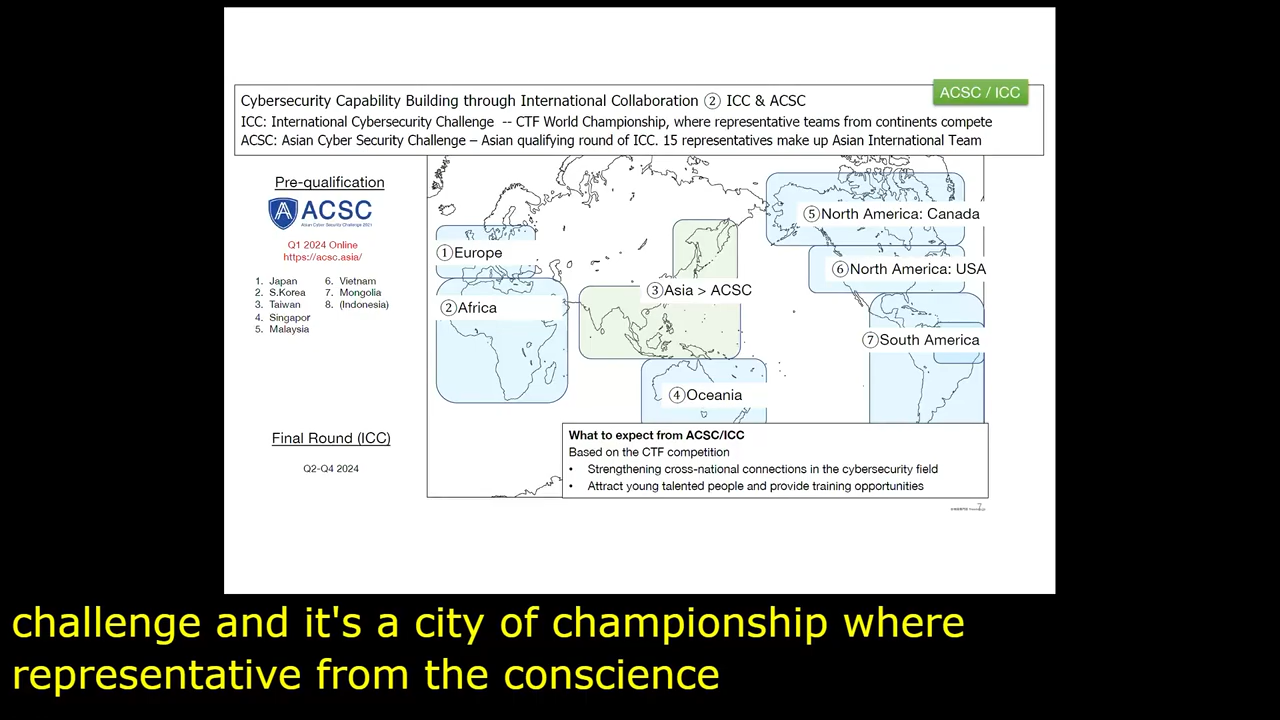 Cybersecurity Capability Building through International Collaboration ② ICC & ACSC
ACSC / ICC
ICC: International Cybersecurity Challenge -- CTF World Championship, where representative teams from continents compete
ACSC: Asian Cyber Security Challenge – Asian qualifying round of ICC. 15 representatives make up Asian International Team
Pre-qualification
ACSC
Asian Cyber Security Challenge 2021
Q1 2024 Online
https://acsc.asia/
1. Japan
2. S.Korea
3. Taiwan
4. Singapor
5. Malaysia
6. Vietnam
7. Mongolia
8. (Indonesia)
Final Round (ICC)
Q2-Q4 2024
①Europe
②Africa
③Asia > ACSC
④Oceania
⑤North America: Canada
⑥North America: USA
⑦South America
What to expect from ACSC/ICC
Based on the CTF competition
• Strengthening cross-national connections in the cybersecurity field
• Attract young talented people and provide training opportunities
challenge and it's a city of championship where
representative from the conscience